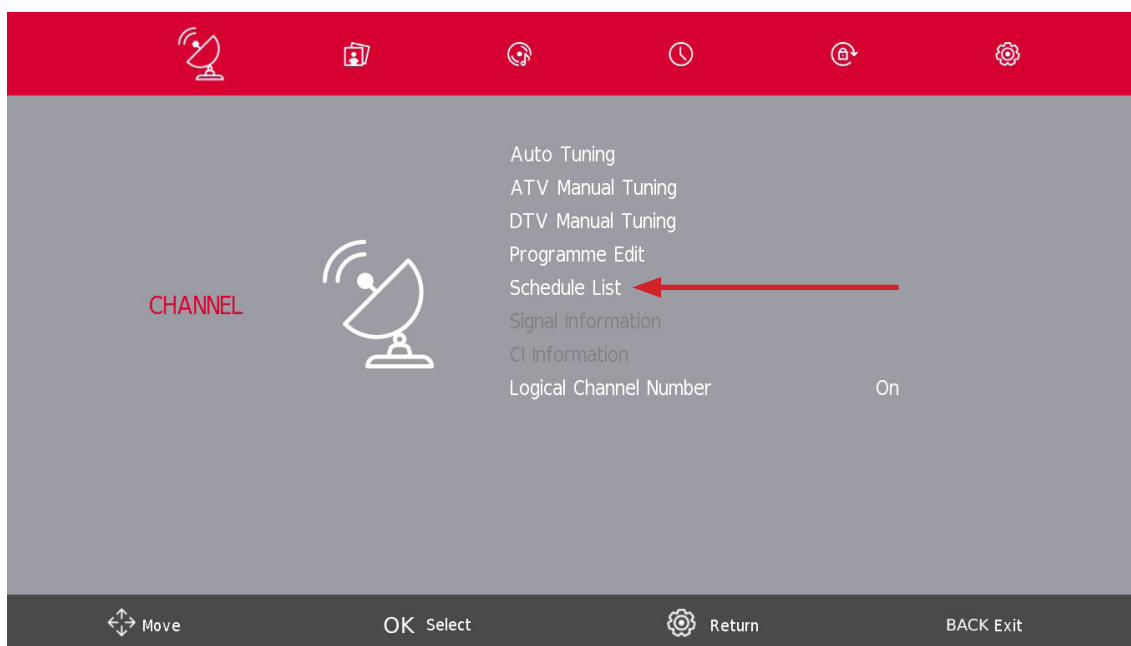 Auto Tuning
ATV Manual Tuning
DTV Manual Tuning
Programme Edit
CHANNEL
Schedule List
Signal Information
CI Information
Logical Channel Number On
Move OK Select Return BACK Exit